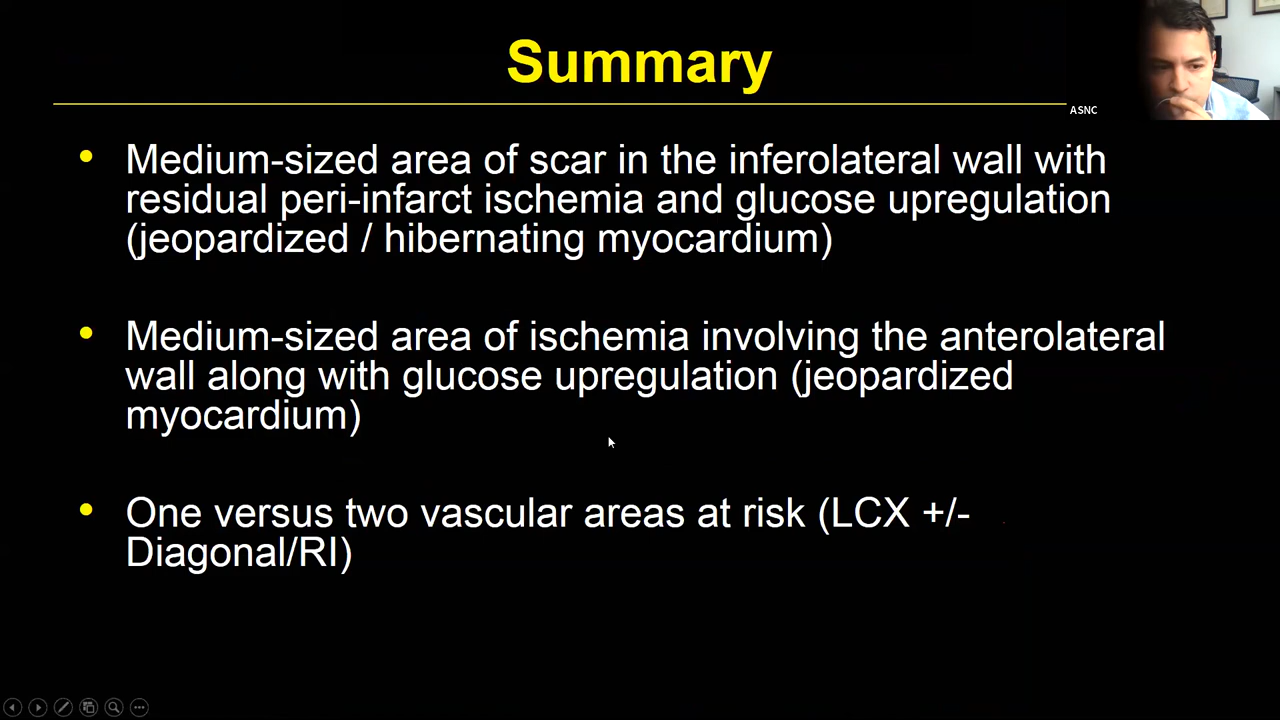 Summary
ASNC
• Medium-sized area of scar in the inferolateral wall with
residual peri-infarct ischemia and glucose upregulation
(jeopardized / hibernating myocardium)
• Medium-sized area of ischemia involving the anterolateral
wall along with glucose upregulation (jeopardized
myocardium)
• One versus two vascular areas at risk (LCX +/-
Diagonal/RI)